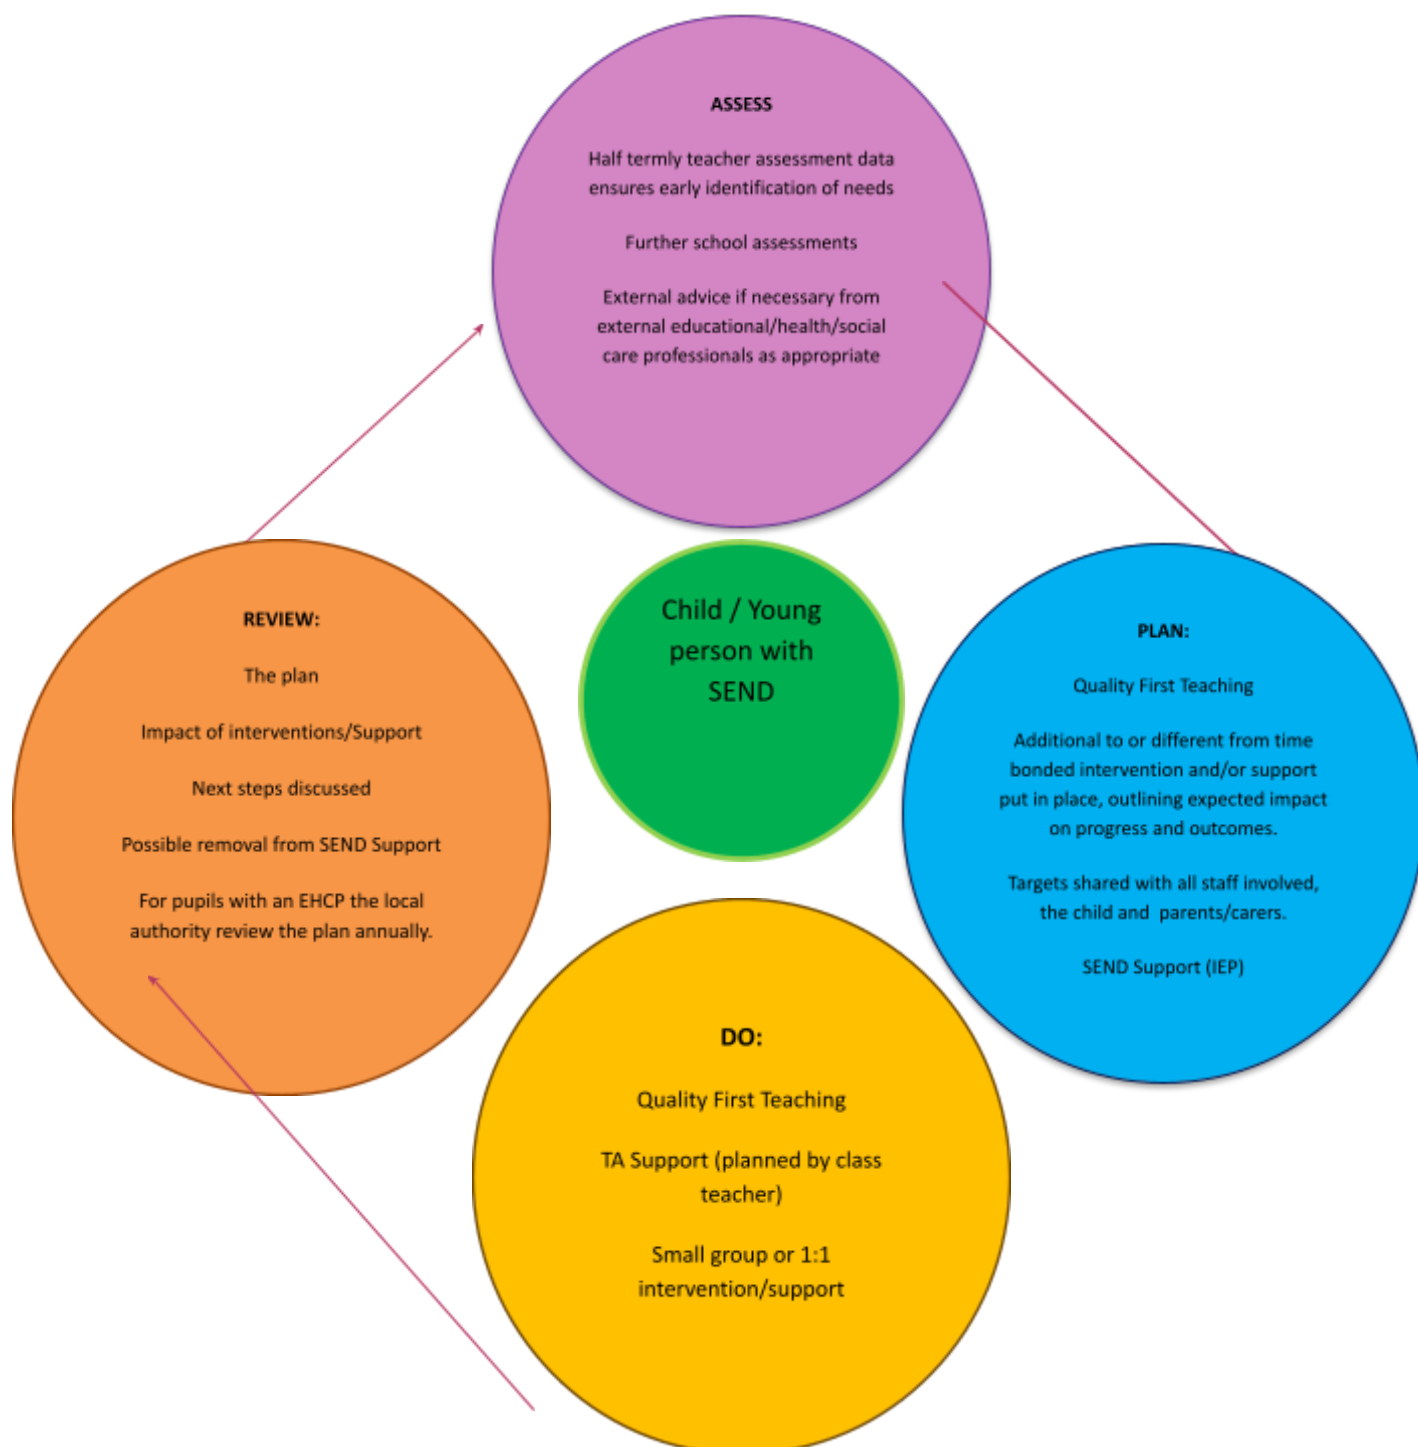 ASSESS
Half termly teacher assessment data
ensures early identification of needs
Further school assessments
External advice if necessary from
external educational/health/social
care professionals as appropriate
Child / Young
person with
SEND
REVIEW:
The plan
Impact of interventions/Support
Next steps discussed
Possible removal from SEND Support
For pupils with an EHCP the local
authority review the plan annually.
PLAN:
Quality First Teaching
Additional to or different from time
bonded intervention and/or support
put in place, outlining expected impact
on progress and outcomes.
Targets shared with all staff involved,
the child and parents/carers.
SEND Support (IEP)
DO:
Quality First Teaching
TA Support (planned by class
teacher)
Small group or 1:1
intervention/support